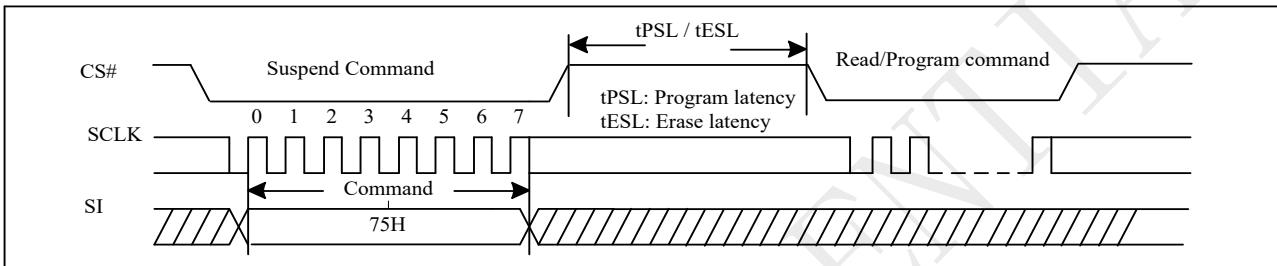 tPSL / tESL
CS#
Suspend Command
Read/Program command
tPSL: Program latency
tESL: Erase latency
0 1 2 3 4 5 6 7
SCLK
Command
SI
75H